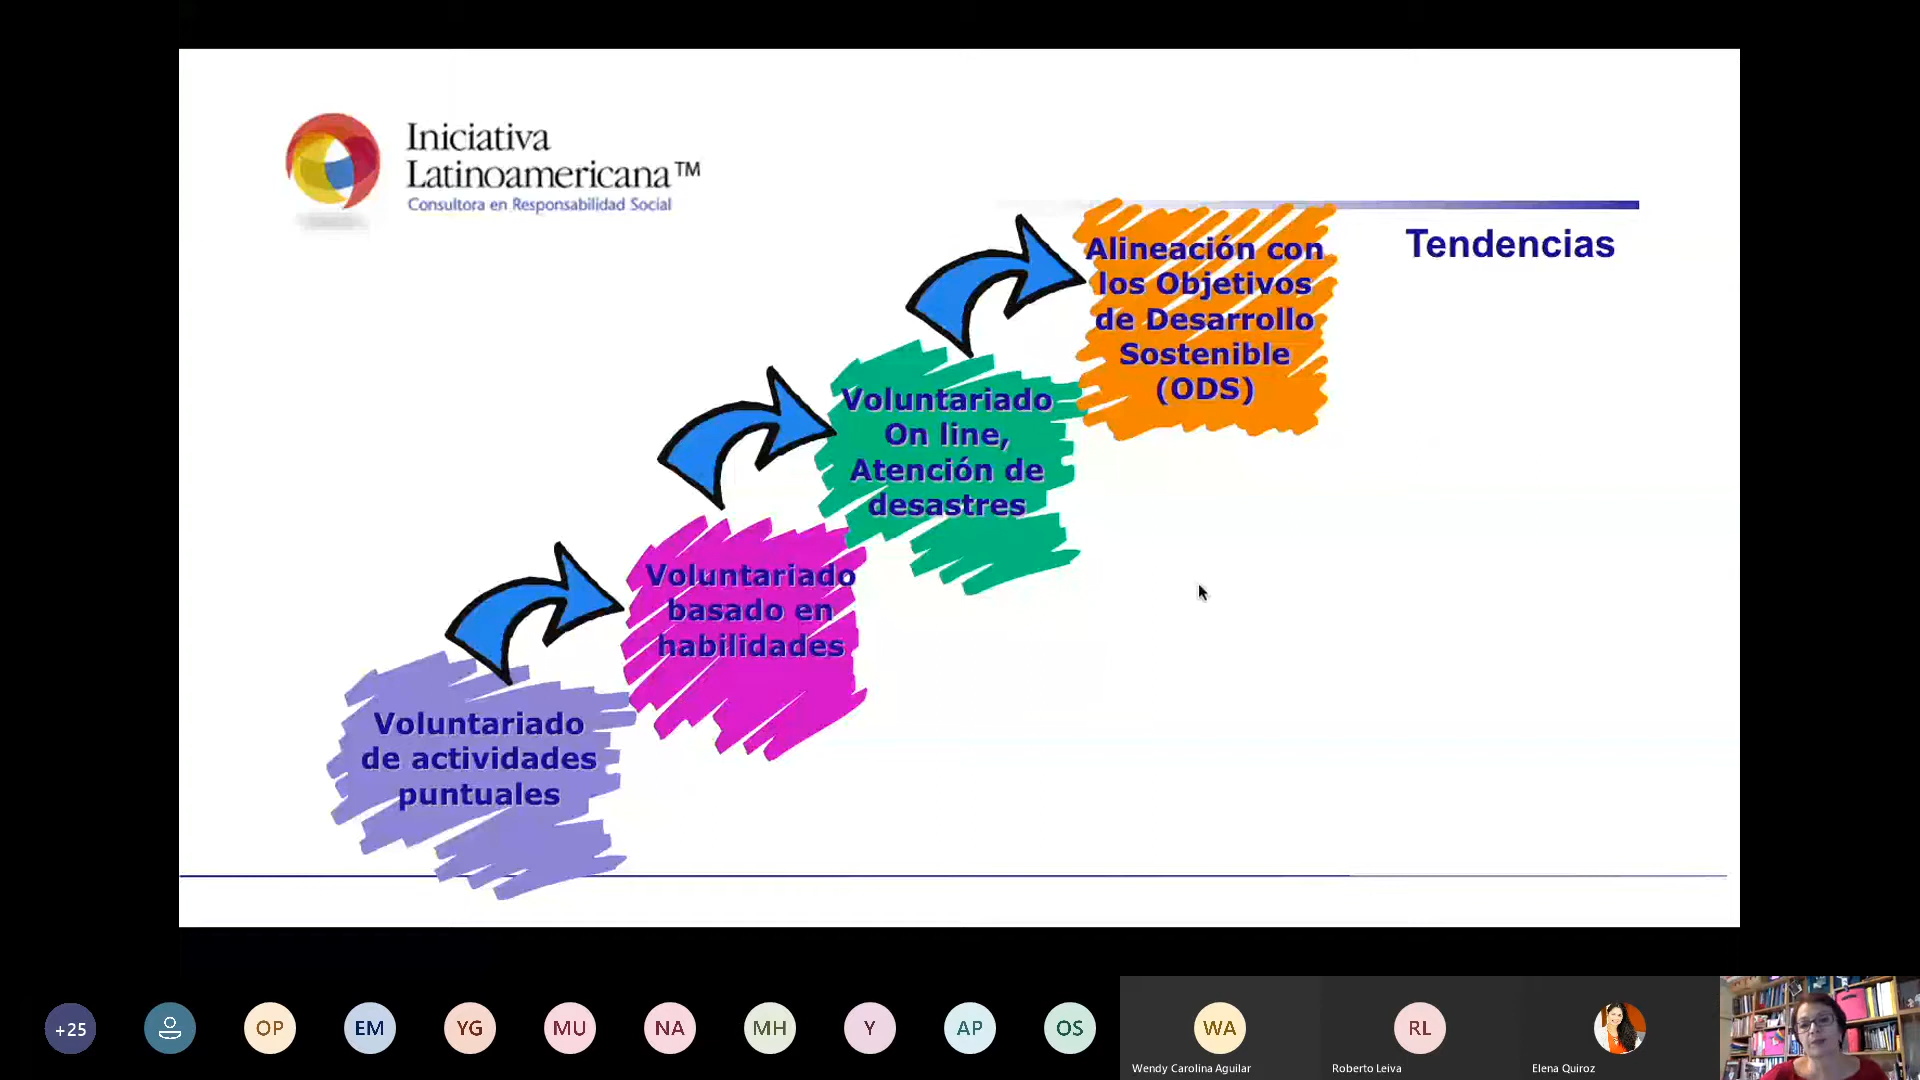 Iniciativa
Latinoamericana™
Consultora en Responsabilidad Social
Tendencias
Alineación con
los Objetivos
de Desarrollo
Sostenible
(ODS)
Voluntariado
On line,
Atención de
desastres
Voluntariado
basado en
habilidades
Voluntariado
de actividades
puntuales
+25
OP
EM
YG
MU
NA
MH
Y
AP
OS
WA
RL
Wendy Carolina Aguilar
Roberto Leiva
Elena Quiroz